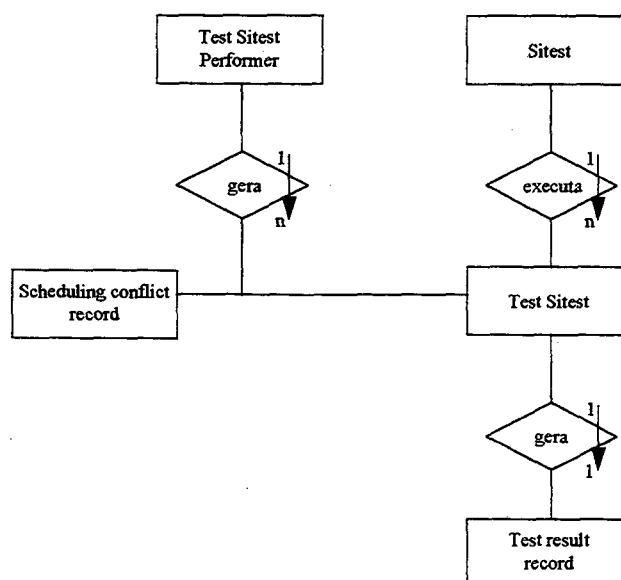 Test Sitest
Performer
Sitest
1
gera
n
1
executa
n
Scheduling conflict
record
Test Sitest
1
gera
1
Test result
record